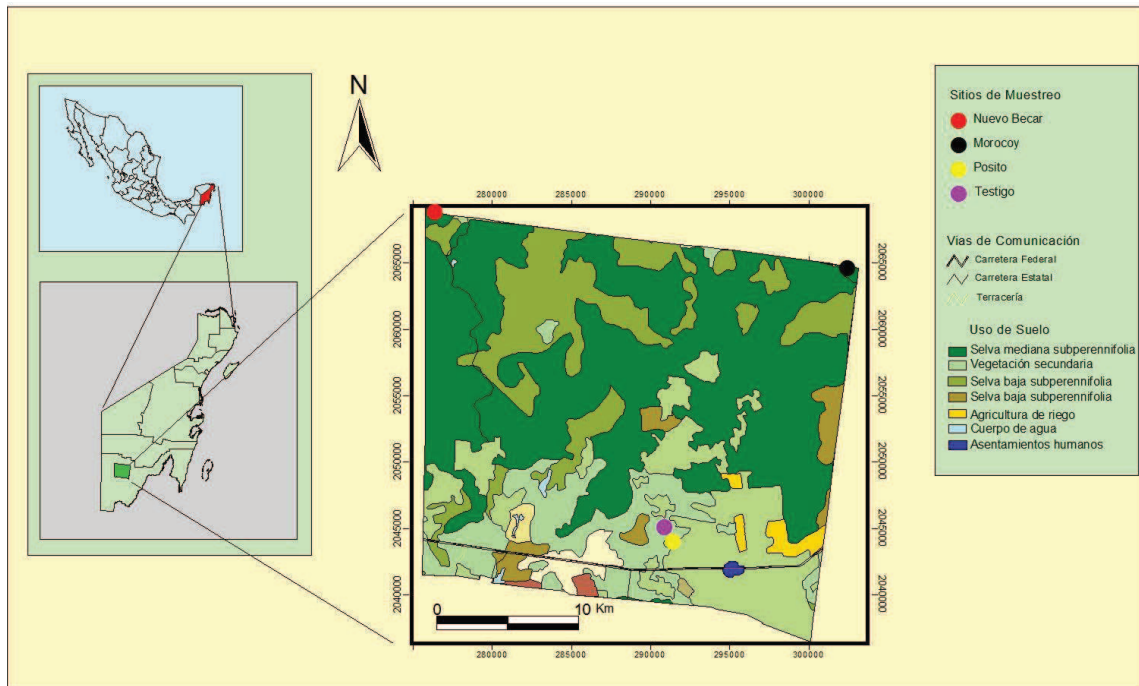 N
Sitios de Muestreo
Nuevo Becar
Morocoy
Posito
Testigo
Vias de Comunicación
Carretera Federal
Carretera Estatal
Terracería
Uso de Suelo
Selva mediana subperennifolia
Vegetación secundaria
Selva baja subperennifolia
Selva baja subperennifolia
Agricultura de riego
Cuerpo de agua
Asentamientos humanos
280000 285000 290000 295000 300000
2065000 2065000
2060000 2060000
2055000 2055000
2050000 2050000
2045000 2045000
2040000 2040000
0 10 Km
280000 285000 290000 295000 300000